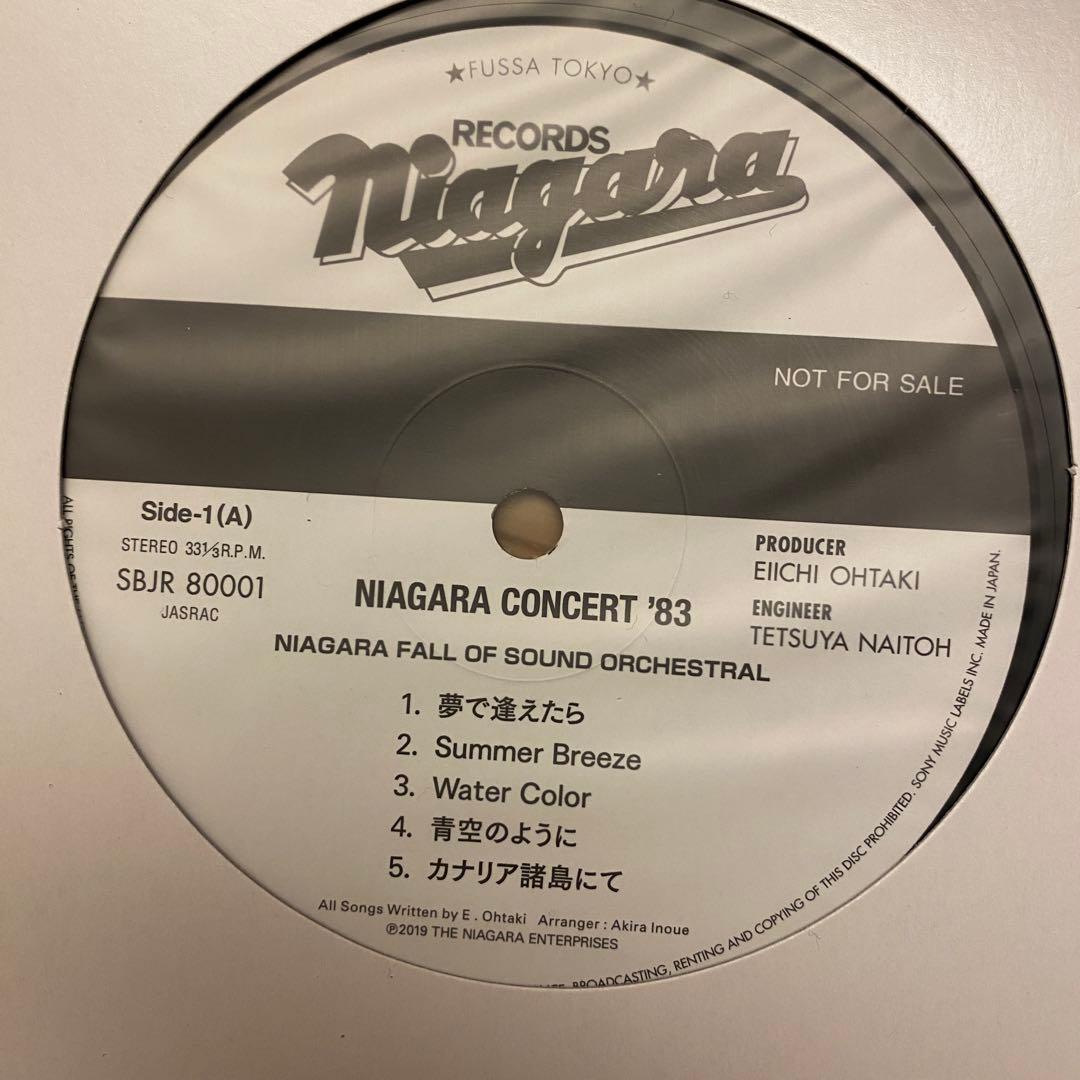 ★FUSSA TOKYO★
RECORDS
Niagara
NOT FOR SALE
Side-1(A)
STEREO 33⅓R.P.M.
SBJR 80001
JASRAC
PRODUCER
EIICHI OHTAKI
ENGINEER
TETSUYA NAITOH
NIAGARA CONCERT '83
NIAGARA FALL OF SOUND ORCHESTRAL
1. 夢で逢えたら
2. Summer Breeze
3. Water Color
4. 青空のように
5. カナリア諸島にて
All Songs Written by E. Ohtaki Arranger : Akira Inoue
℗2019 THE NIAGARA ENTERPRISES
ALL RIGHTS OF THE
BROADCASTING, RENTING AND COPYING OF THIS DISC PROHIBITED. SONY MUSIC LABELS INC. MADE IN JAPAN.